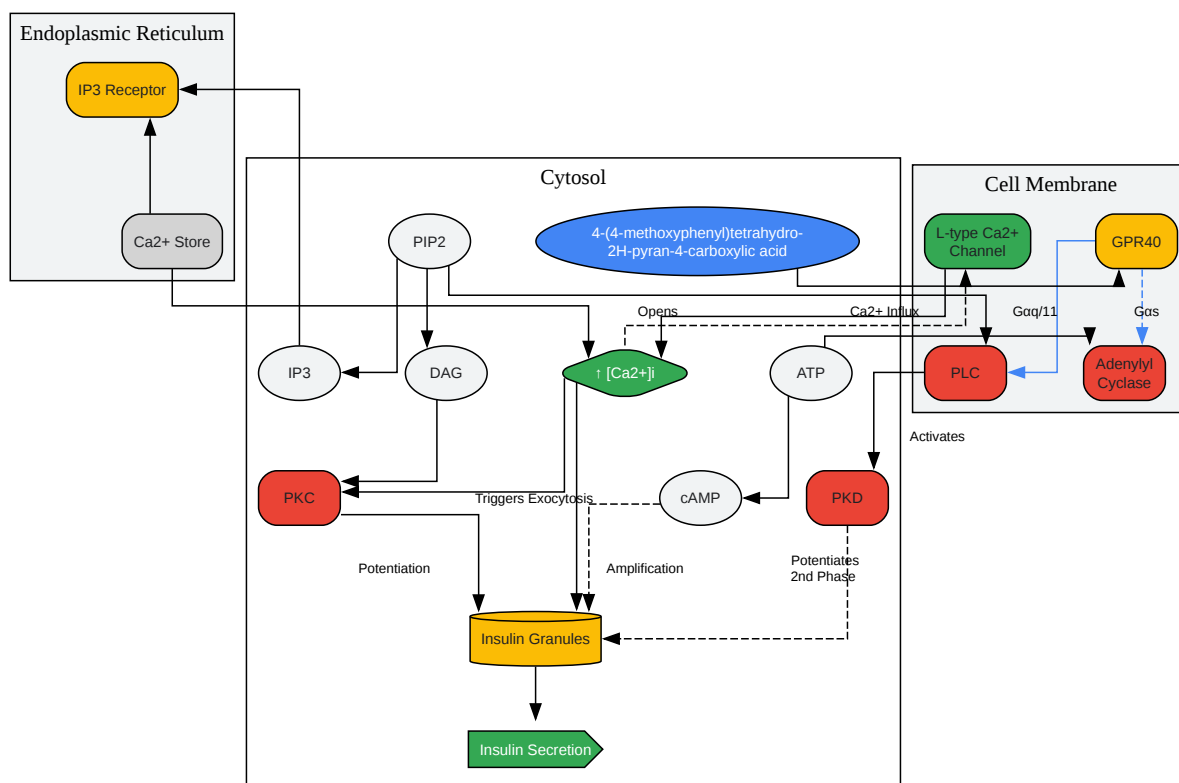 Endoplasmic Reticulum
IP3 Receptor
Ca2+ Store
Cytosol
Cell Membrane
PIP2
4-(4-methoxyphenyl)tetrahydro-
2H-pyran-4-carboxylic acid
L-type Ca2+
Channel
GPR40
Opens
Ca2+ Influx
Gαq/11
Gαs
IP3
DAG
↑ [Ca2+]i
ATP
PLC
Adenylyl
Cyclase
Activates
PKC
Triggers Exocytosis
cAMP
PKD
Potentiation
Amplification
Potentiates
2nd Phase
Insulin Granules
Insulin Secretion